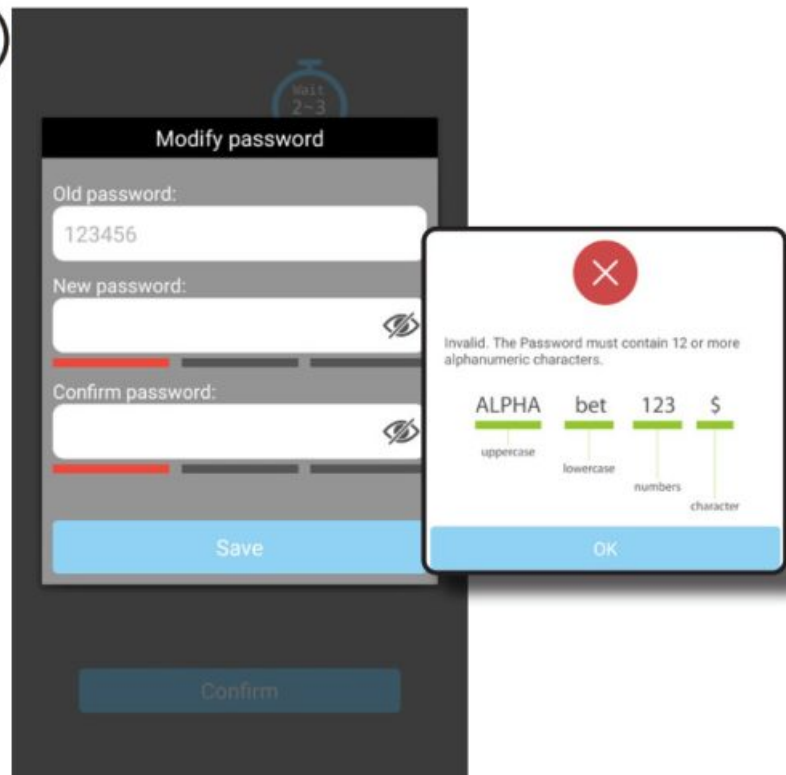 Wait
2~3
Modify password
Old password:
123456
New password:
Confirm password:
Save
Confirm
Invalid. The Password must contain 12 or more
alphanumeric characters.
ALPHA bet 123 $
uppercase
lowercase
numbers
character
OK